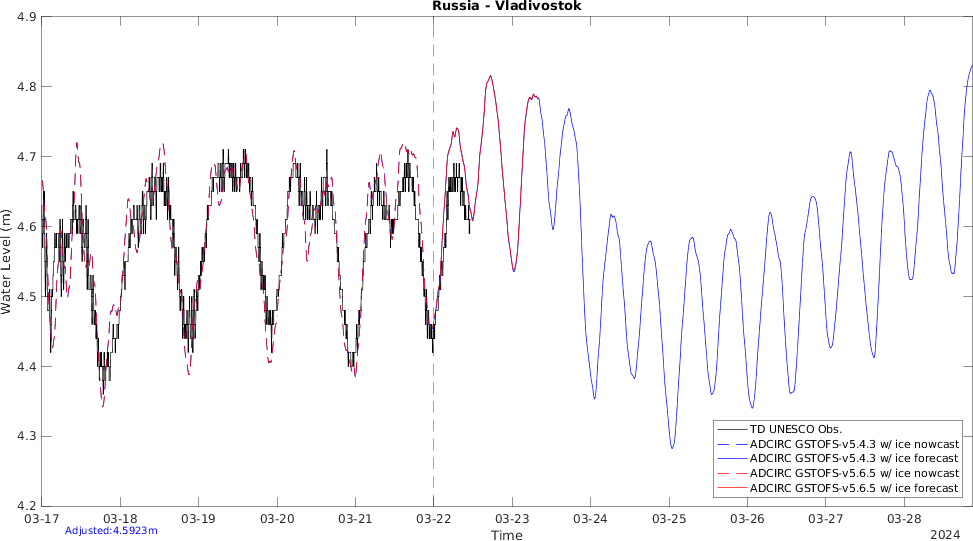 Russia - Vladivostok
4.9
4.8
4.7
4.6
4.5
4.4
4.3
4.2
Water Level (m)
TD UNESCO Obs.
ADCIRC GSTOFS-v5.4.3 w/ ice nowcast
ADCIRC GSTOFS-v5.4.3 w/ ice forecast
ADCIRC GSTOFS-v5.6.5 w/ ice nowcast
ADCIRC GSTOFS-v5.6.5 w/ ice forecast
03-17 03-18 03-19 03-20 03-21 03-22 03-23 03-24 03-25 03-26 03-27 03-28
Adjusted:4.5923m
Time
2024